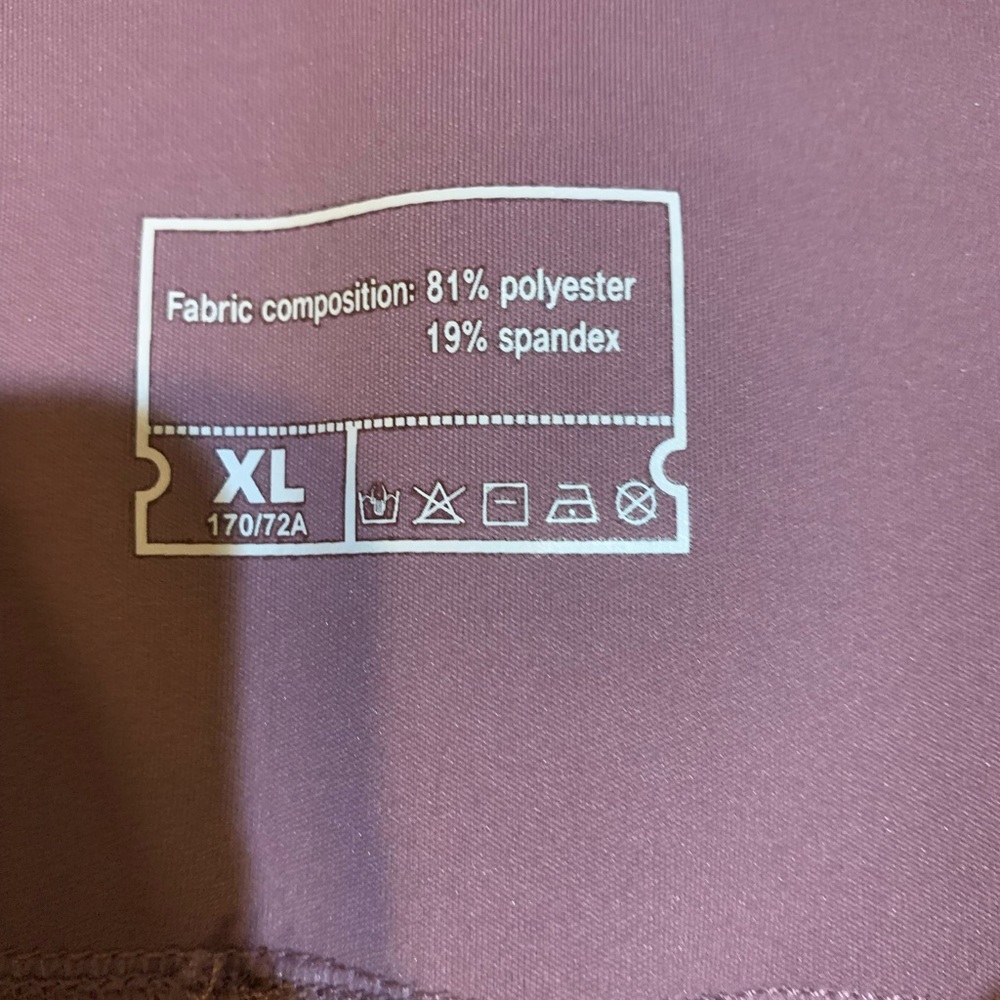 Fabric composition: 81% polyester
19% spandex
XL
170/72A